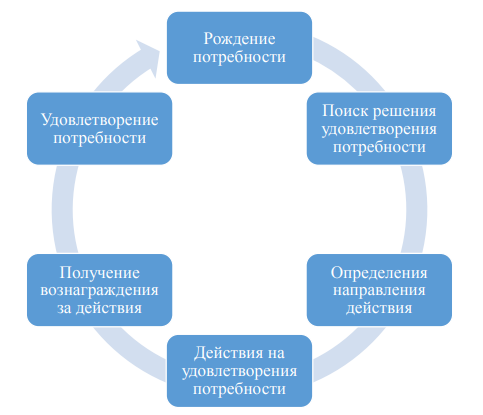 Рождение
потребности
Поиск решения
удовлетворения
потребности
Определения
направления
действия
Действия на
удовлетворения
потребности
Получение
вознаграждения
за действия
Удовлетворение
потребности